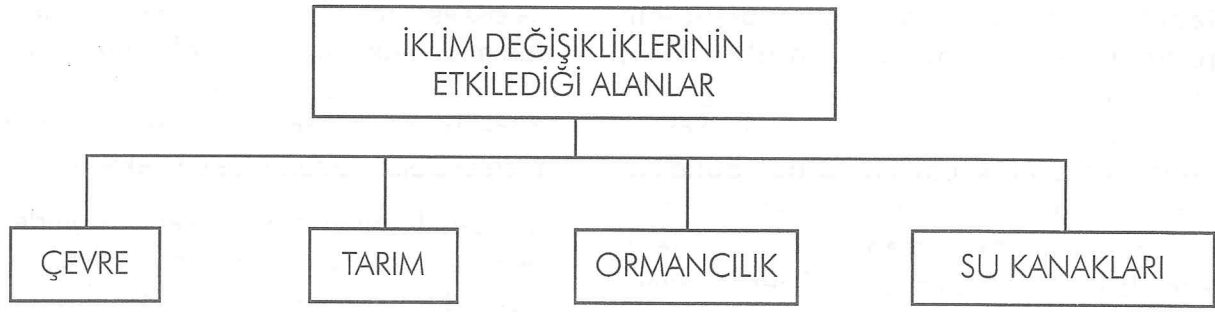 İKLİM DEĞİŞİKLİKLERİNİN
ETKİLEDİĞİ ALANLAR
ÇEVRE
TARIM
ORMANCILIK
SU KANAKLARI